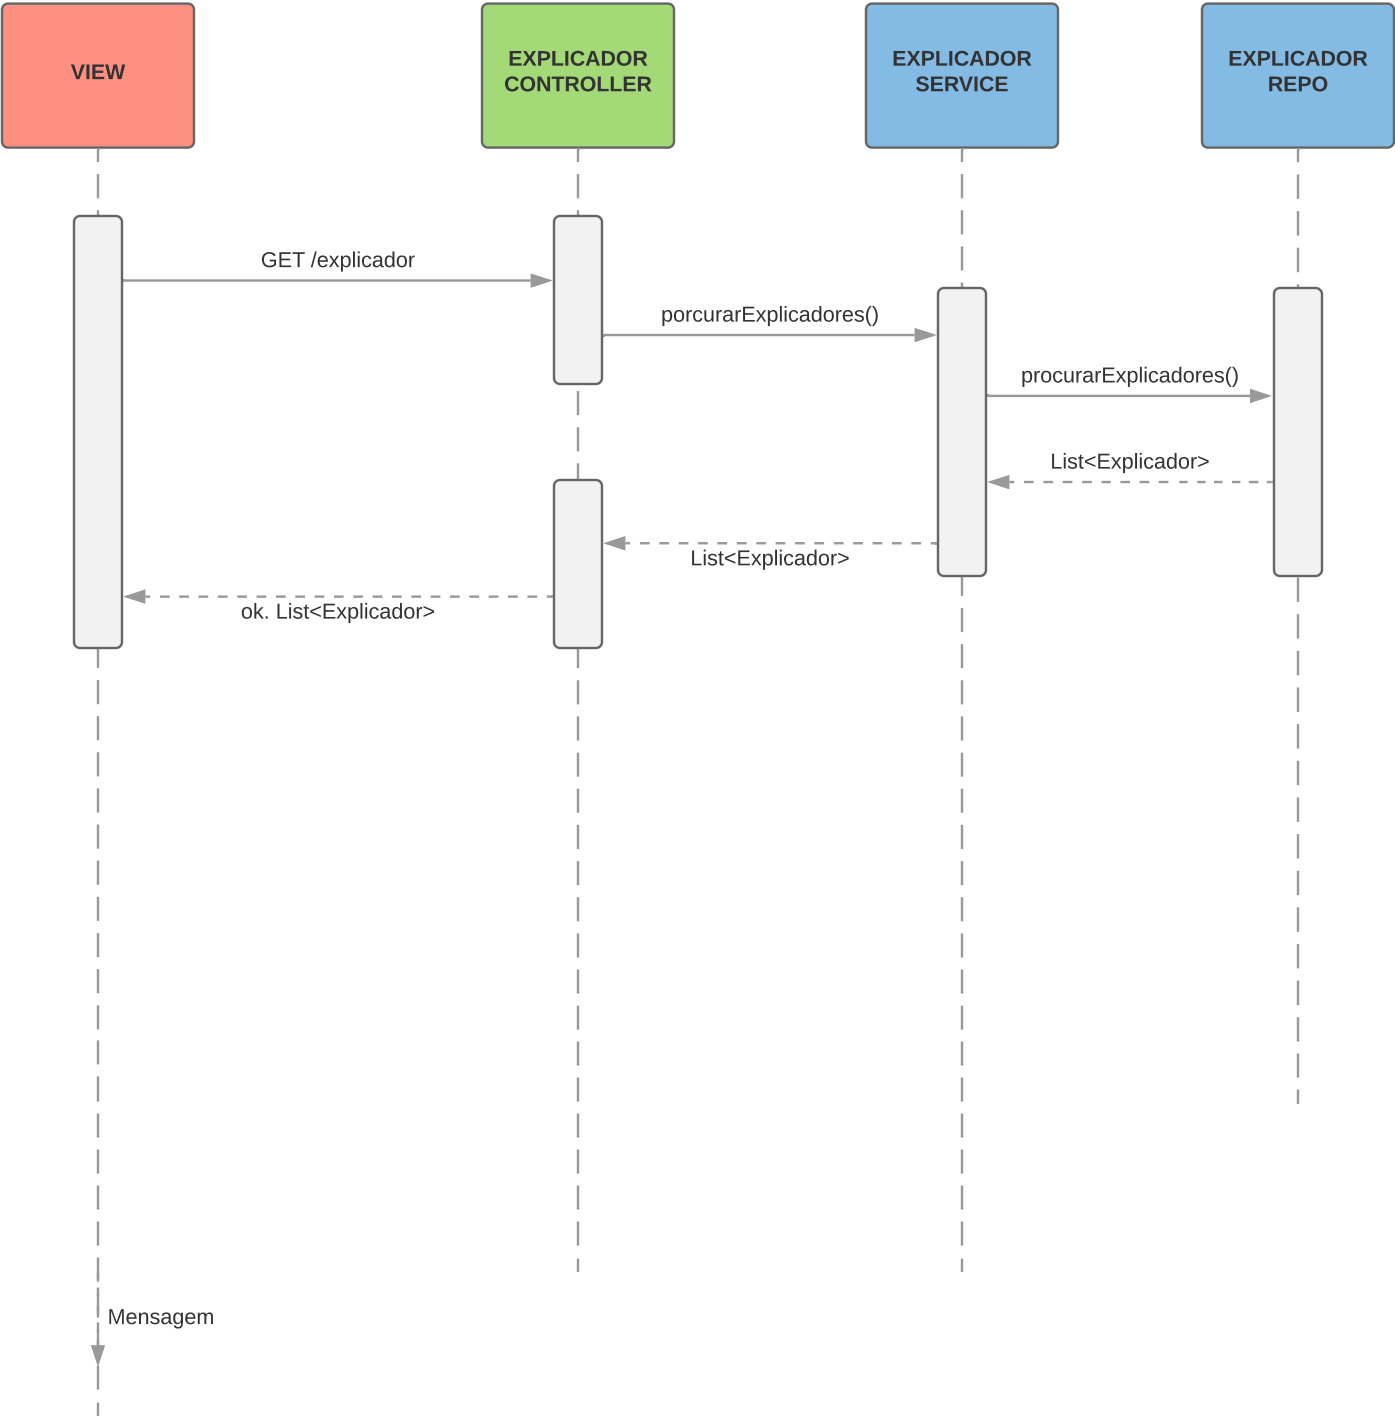 VIEW
EXPLICADOR
CONTROLLER
EXPLICADOR
SERVICE
EXPLICADOR
REPO
GET /explicador
porcurarExplicadores()
procurarExplicadores()
List<Explicador>
List<Explicador>
ok. List<Explicador>
Mensagem